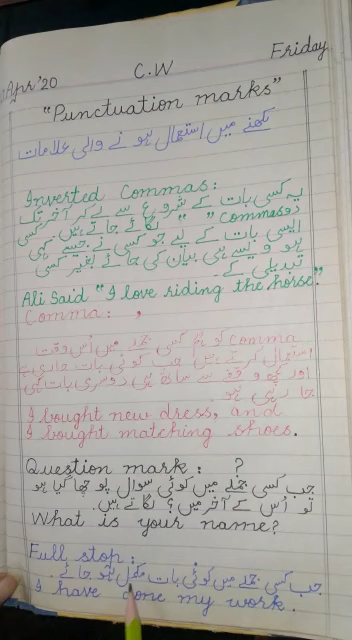 Apr'20 C.W Friday
"Punctuation marks"
لکھنے میں استعمال ہونے والی علامات
Inverted Commas:
یہ کسی بات کے شروع سے لے کر آخر تک
دو commas " " لگائے جاتے ہیں۔ کسی
ایسی بات کے لیے جو کسی نے جیسے کہی
ہو ویسے ہی بیان کی جائے بغیر کسی
تبدیلی کے۔
Ali Said "I love riding the horse".
Comma: ,
comma کو ہم کسی جملے میں اُس وقت
استعمال کرتے ہیں جب کوئی بات جاری ہے
اور کچھ وقفے سے ساتھ ہی دوسری بات کی
جا رہی ہو
I bought new dress, and
I bought matching shoes.
Question mark: ?
جب کسی جملے میں کوئی سوال پوچھا گیا ہو
تو اُس کے آخر میں ? لگاتے ہیں۔
What is your name?
Full stop:
جب کسی جملے میں کوئی بات مکمل ہو جائے۔
I have done my work.